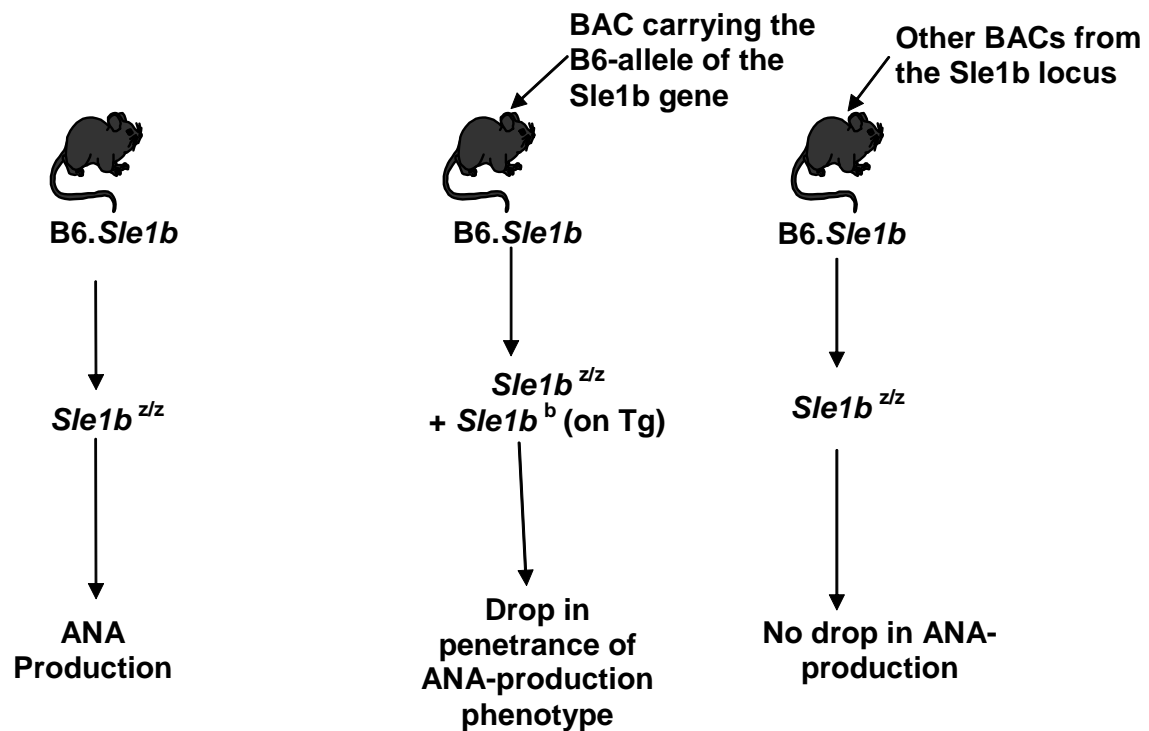 BAC carrying the
B6-allele of the
Sle1b gene
Other BACs from
the Sle1b locus
B6.Sle1b
B6.Sle1b
B6.Sle1b
Sle1b z/z
Sle1b z/z
+ Sle1b b (on Tg)
Sle1b z/z
ANA
Production
Drop in
penetrance of
ANA-production
phenotype
No drop in ANA-
production